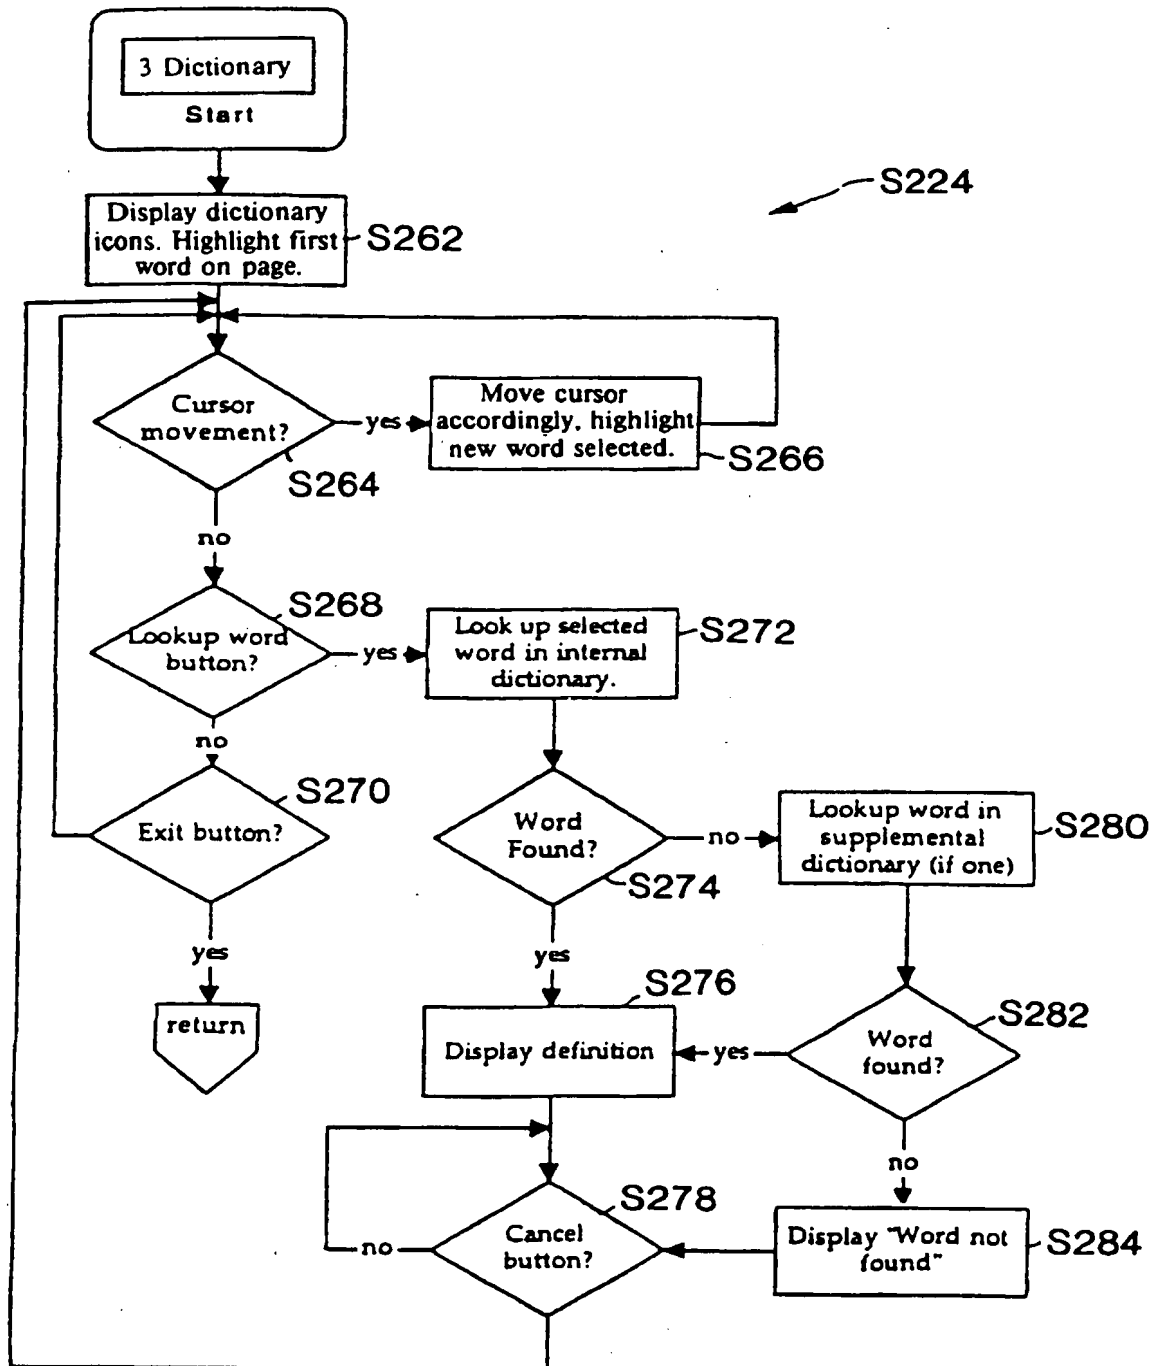 3 Dictionary
Start
S224
Display dictionary
icons. Highlight first
word on page.
S262
Cursor
movement?
S264
yes
Move cursor
accordingly, highlight
new word selected.
S266
no
Lookup word
button?
S268
yes
Look up selected
word in internal
dictionary.
S272
no
Exit button?
S270
yes
return
Word
Found?
S274
no
Lookup word in
supplemental
dictionary (if one)
S280
yes
Display definition
S276
yes
Word
found?
S282
no
Cancel
button?
S278
no
Display "Word not
found"
S284